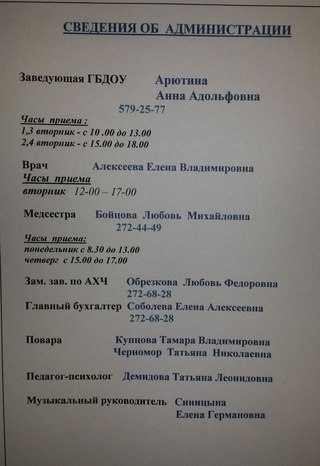 СВЕДЕНИЯ ОБ АДМИНИСТРАЦИИ
Заведующая ГБДОУ Арютина
Анна Адольфовна
579-25-77
Часы приема :
1,3 вторник - с 10 .00 до 13.00
2,4 вторник - с 15.00 до 18.00
Врач Алексеева Елена Владимировна
Часы приема
вторник 12-00 – 17-00
Медсестра Бойцова Любовь Михайловна
272-44-49
Часы приема:
понедельник с 8.30 до 13.00
четверг с 15.00 до 17.00
Зам. зав. по АХЧ Обрезкова Любовь Федоровна
272-68-28
Главный бухгалтер Соболева Елена Алексеевна
272-68-28
Повара Купцова Тамара Владимировна
Черномор Татьяна Николаевна
Педагог-психолог Демидова Татьяна Леонидовна
Музыкальный руководитель Синицына
Елена Германовна